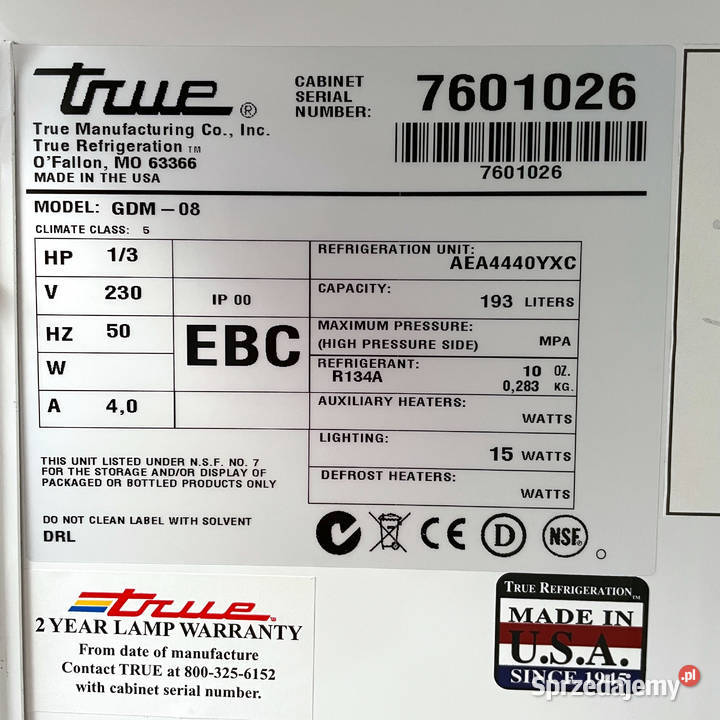 true ®
True Manufacturing Co., Inc.
True Refrigeration TM
O'Fallon, MO 63366
MADE IN THE USA
CABINET
SERIAL
NUMBER:
7601026
7601026
MODEL: GDM-08
CLIMATE CLASS: 5
HP 1/3
V 230
HZ 50
W
A 4,0
IP 00
EBC
REFRIGERATION UNIT:
AEA4440YXC
CAPACITY:
193 LITERS
MAXIMUM PRESSURE:
(HIGH PRESSURE SIDE) MPA
REFRIGERANT:
R134A 10 OZ.
0,283 KG.
AUXILIARY HEATERS:
WATTS
LIGHTING:
15 WATTS
DEFROST HEATERS:
WATTS
THIS UNIT LISTED UNDER N.S.F. NO. 7
FOR THE STORAGE AND/OR DISPLAY OF
PACKAGED OR BOTTLED PRODUCTS ONLY
DO NOT CLEAN LABEL WITH SOLVENT
DRL
CE D NSF®
true
2 YEAR LAMP WARRANTY
From date of manufacture
Contact TRUE at 800-325-6152
with cabinet serial number.
TRUE REFRIGERATION TM
MADE IN
U.S.A.
SINCE 1945
Sprzedajemy.pl